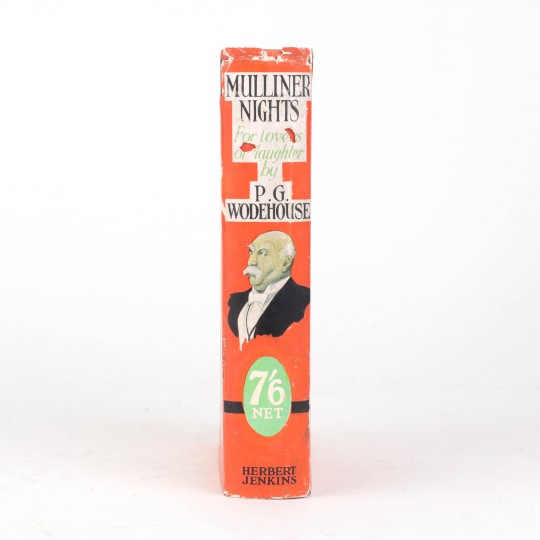 MULLINER
NIGHTS
For lovers
of laughter
by
P.G.
WODEHOUSE
7/6
NET
HERBERT
JENKINS